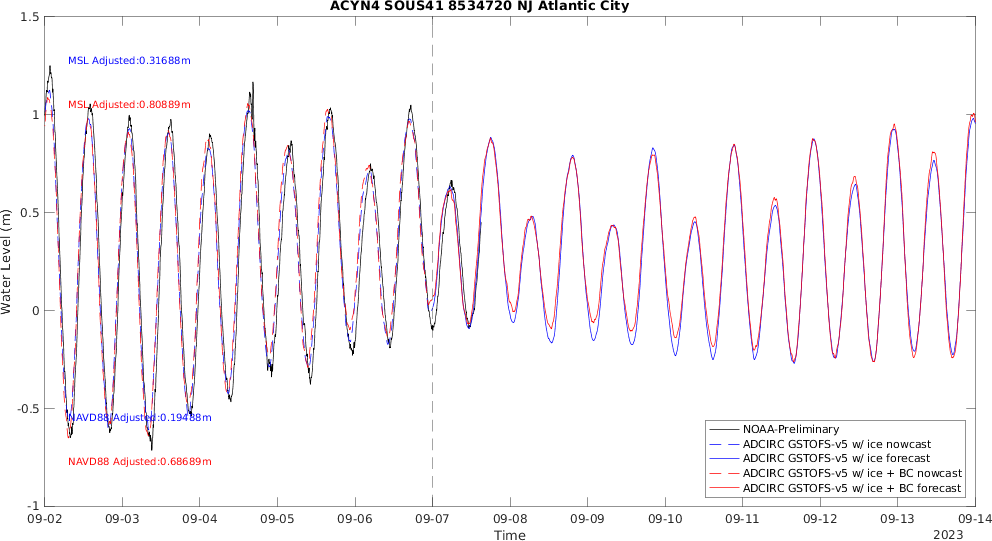 ACYN4 SOUS41 8534720 NJ Atlantic City
1.5
1
0.5
0
-0.5
-1
Water Level (m)
MSL Adjusted:0.31688m
MSL Adjusted:0.80889m
NAVD88 Adjusted:0.19488m
NAVD88 Adjusted:0.68689m
NOAA-Preliminary
ADCIRC GSTOFS-v5 w/ ice nowcast
ADCIRC GSTOFS-v5 w/ ice forecast
ADCIRC GSTOFS-v5 w/ ice + BC nowcast
ADCIRC GSTOFS-v5 w/ ice + BC forecast
09-02 09-03 09-04 09-05 09-06 09-07 09-08 09-09 09-10 09-11 09-12 09-13 09-14
Time
2023